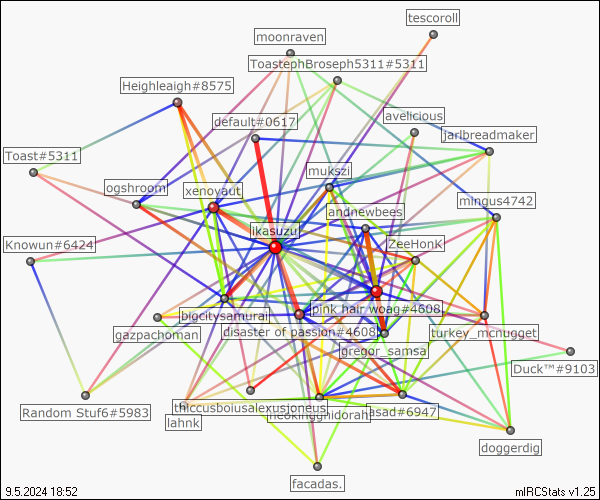 tescoroll
moonraven
ToastephBroseph5311#5311
Heighleaigh#8575
avelicious
default#0617
jarlbreadmaker
Toast#5311
mukszi
ogshroom
xenoyaut
mingus4742
andnewbees
ikasuzu
Knowun#6424
ZeeHonK
pink hair woag#4608
bigcitysamurai
gazpachoman
disaster of passion#4608
turkey_mcnugget
gregor_samsa
Duck™#9103
thiccusboiusalexusjoneus
Random Stuf6#5983
asad#6947
lahnk
doggerdig
facadas.
9.5.2024 18:52
mIRCStats v1.25